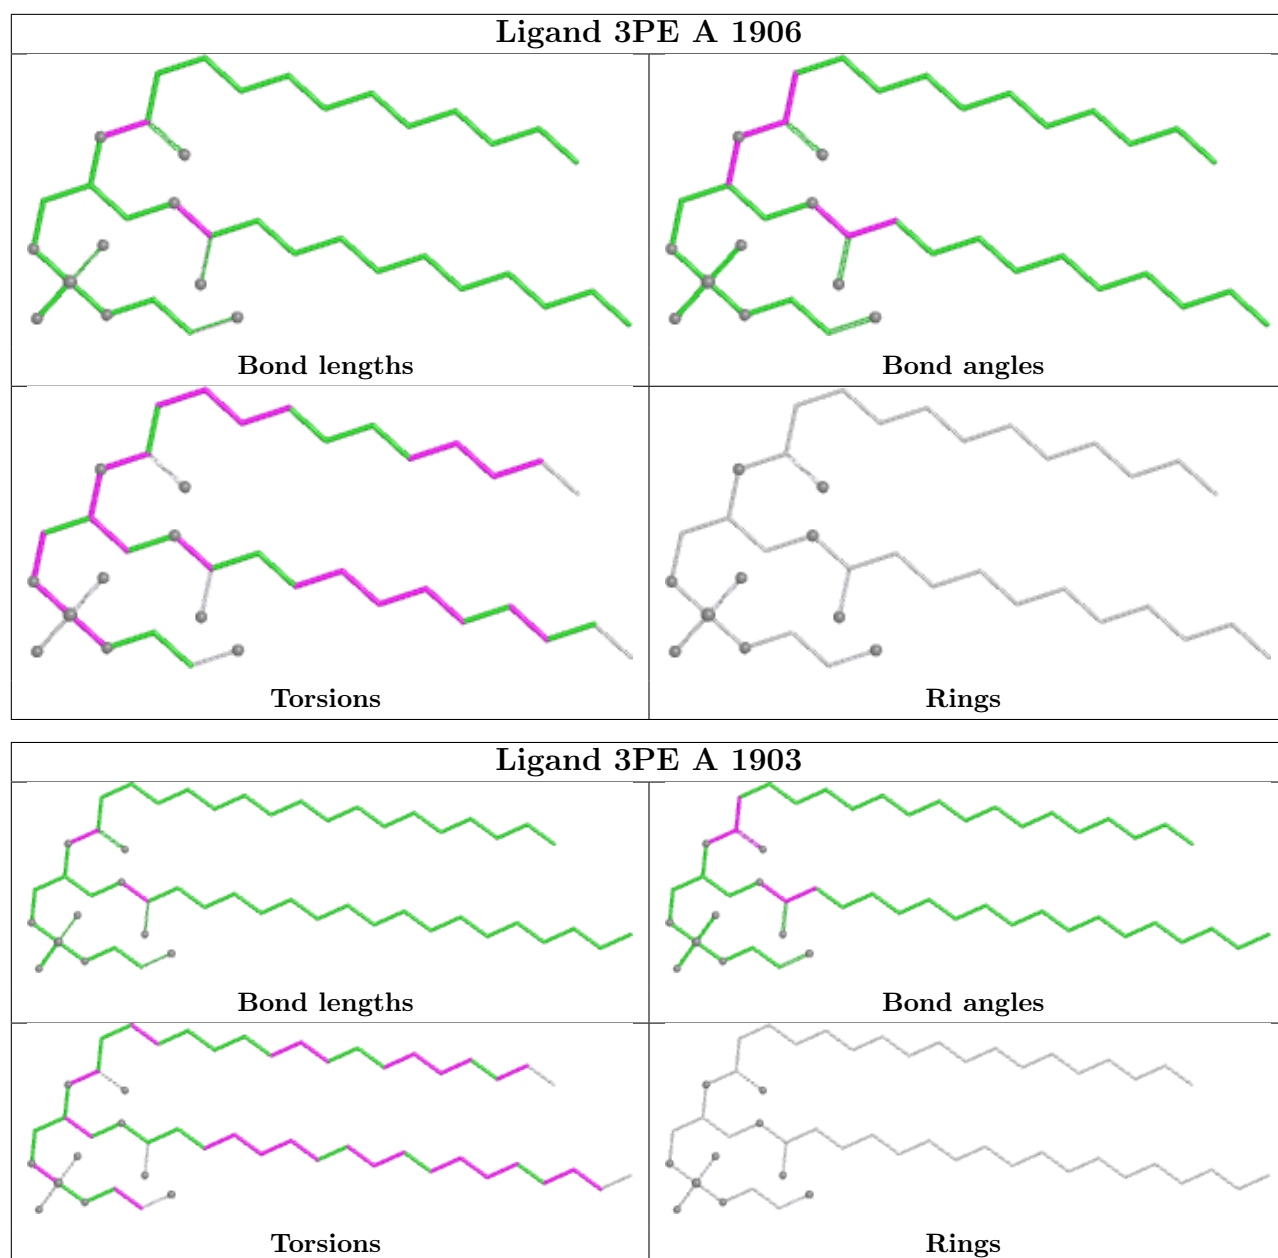 Ligand 3PE A 1906
Bond lengths
Bond angles
Torsions
Rings
Ligand 3PE A 1903
Bond lengths
Bond angles
Torsions
Rings